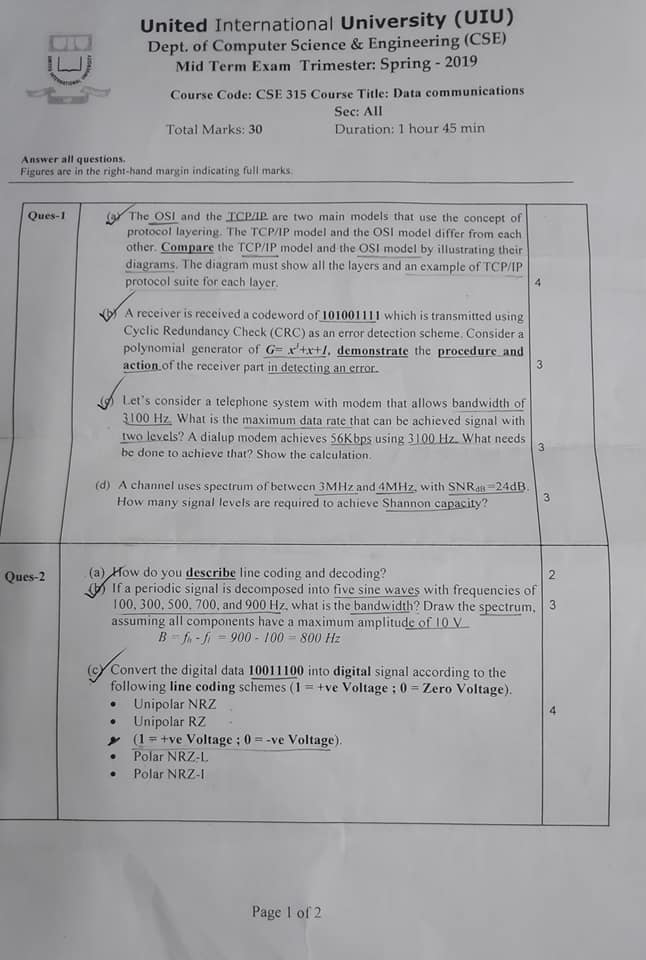 United International University (UIU)
Dept. of Computer Science & Engineering (CSE)
Mid Term Exam Trimester: Spring - 2019
Course Code: CSE 315 Course Title: Data communications
Sec: All
Total Marks: 30 Duration: 1 hour 45 min
Answer all questions.
Figures are in the right-hand margin indicating full marks.
Ques-1 (a) The OSI and the TCP/IP are two main models that use the concept of
protocol layering. The TCP/IP model and the OSI model differ from each
other. Compare the TCP/IP model and the OSI model by illustrating their
diagrams. The diagram must show all the layers and an example of TCP/IP
protocol suite for each layer. 4
(b) A receiver is received a codeword of 101001111 which is transmitted using
Cyclic Redundancy Check (CRC) as an error detection scheme. Consider a
polynomial generator of G= x³+x+1, demonstrate the procedure and
action of the receiver part in detecting an error. 3
(c) Let's consider a telephone system with modem that allows bandwidth of
3100 Hz. What is the maximum data rate that can be achieved signal with
two levels? A dialup modem achieves 56Kbps using 3100 Hz. What needs
be done to achieve that? Show the calculation. 3
(d) A channel uses spectrum of between 3MHz and 4MHz, with SNRdB=24dB.
How many signal levels are required to achieve Shannon capacity? 3
Ques-2 (a) How do you describe line coding and decoding? 2
(b) If a periodic signal is decomposed into five sine waves with frequencies of
100, 300, 500, 700, and 900 Hz, what is the bandwidth? Draw the spectrum, 3
assuming all components have a maximum amplitude of 10 V.
B = fh - fl = 900 - 100 = 800 Hz
(c) Convert the digital data 10011100 into digital signal according to the
following line coding schemes (1 = +ve Voltage ; 0 = Zero Voltage).
• Unipolar NRZ 4
• Unipolar RZ
(1 = +ve Voltage ; 0 = -ve Voltage).
• Polar NRZ-L
• Polar NRZ-I
Page 1 of 2